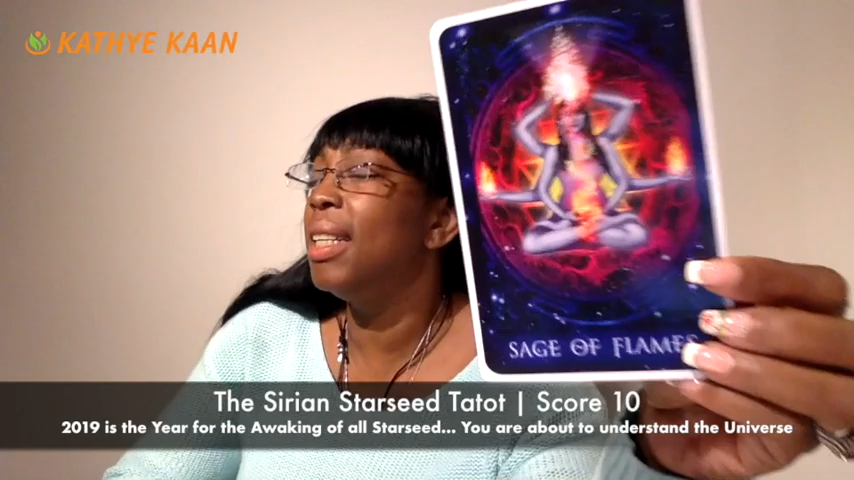 KATHYE KAAN
SAGE OF FLAMES
The Sirian Starseed Tatot | Score 10
2019 is the Year for the Awaking of all Starseed... You are about to understand the Universe